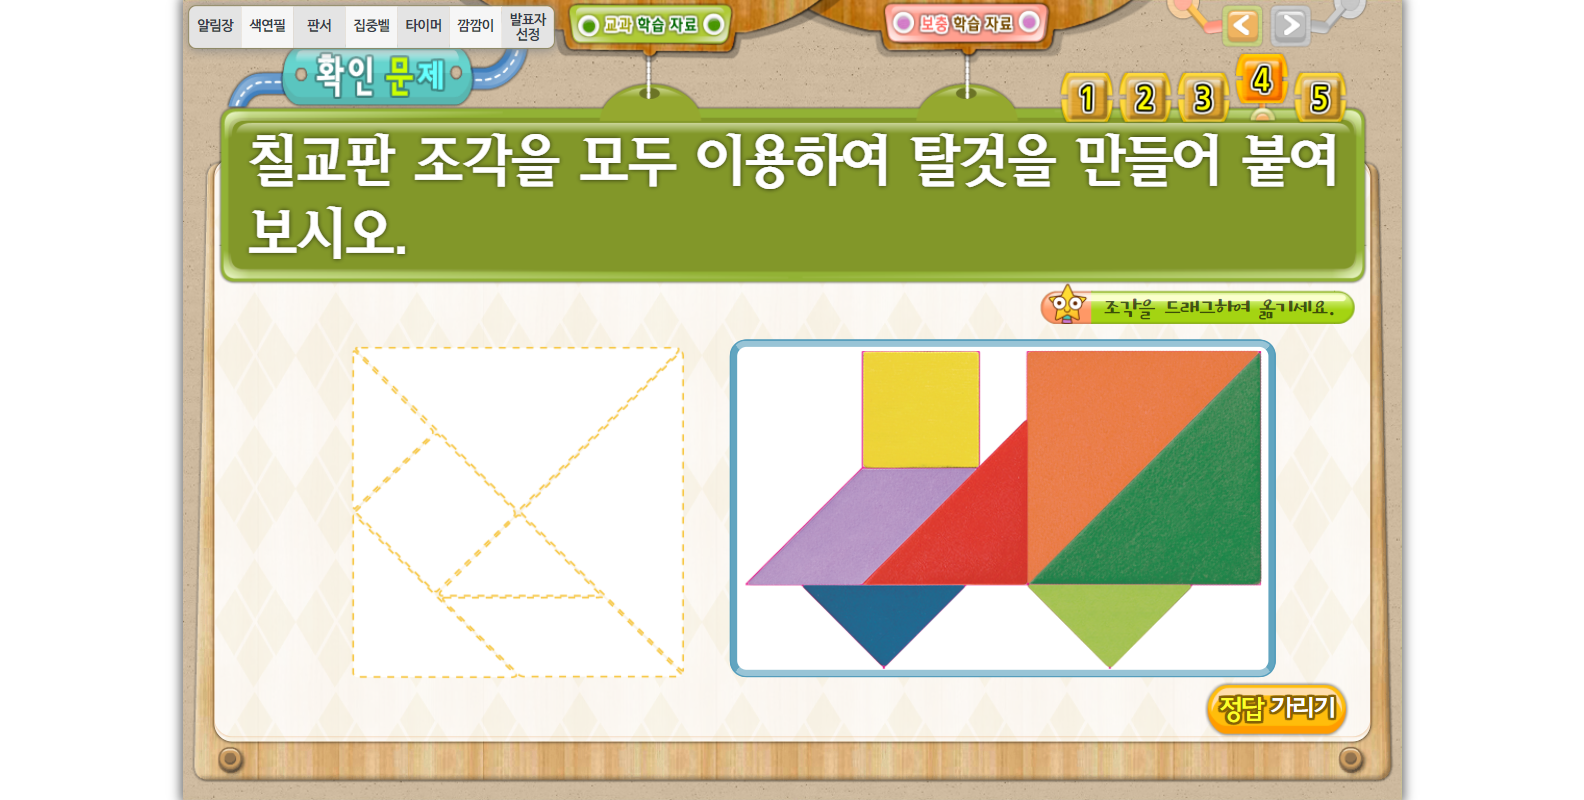 알림장 색연필 판서 집중벨 타이머 깜깜이 발표자
선정
교과 학습 자료
보충 학습 자료
확인 문제
1 2 3 4 5
칠교판 조각을 모두 이용하여 탈것을 만들어 붙여
보시오.
조각을 드래그하여 옮기세요.
정답 가리기